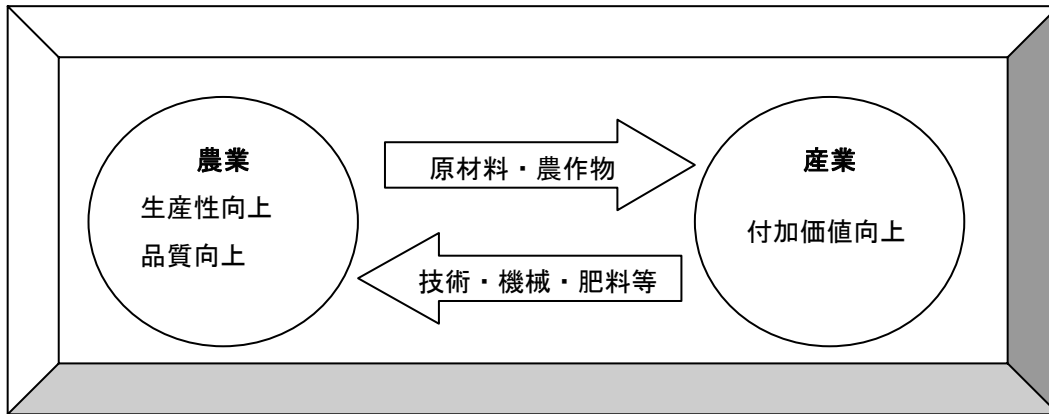 農業
生産性向上
品質向上
原材料・農作物
技術・機械・肥料等
産業
付加価値向上